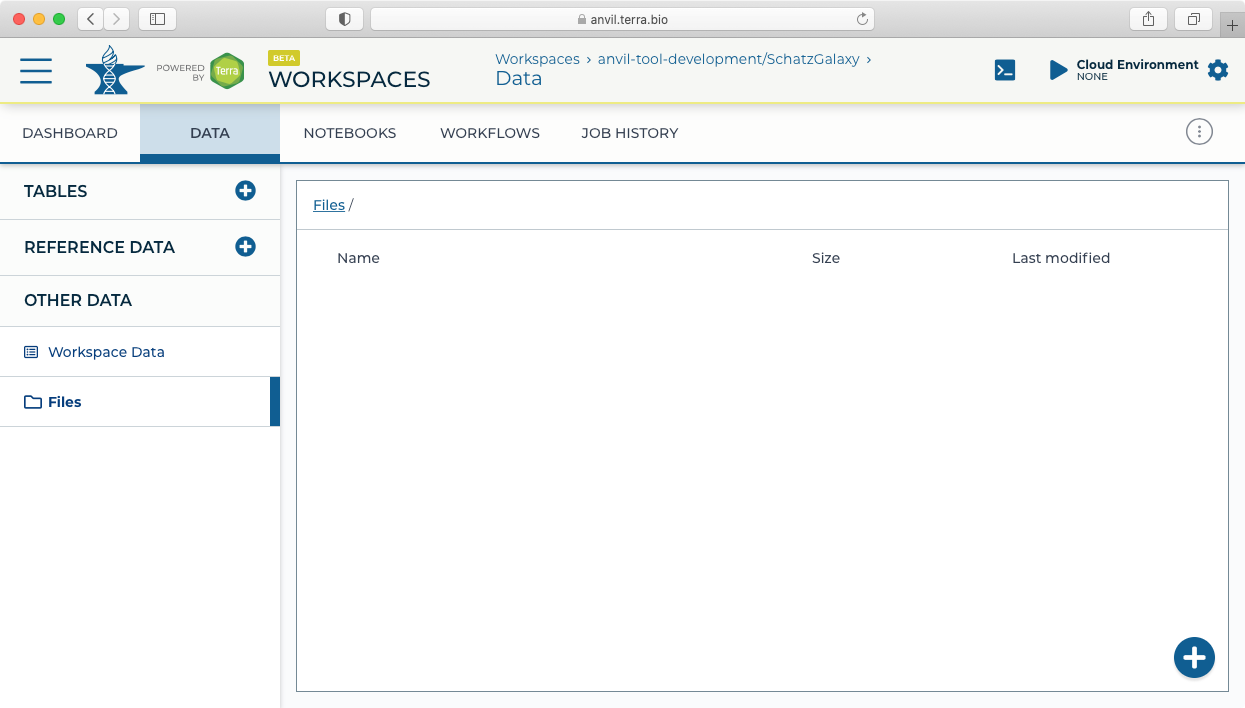 anvil.terra.bio
POWERED BY
Terra
BETA
WORKSPACES
Workspaces › anvil-tool-development/SchatzGalaxy ›
Data
Cloud Environment
NONE
DASHBOARD DATA NOTEBOOKS WORKFLOWS JOB HISTORY
TABLES
REFERENCE DATA
OTHER DATA
Workspace Data
Files
Files /
Name Size Last modified